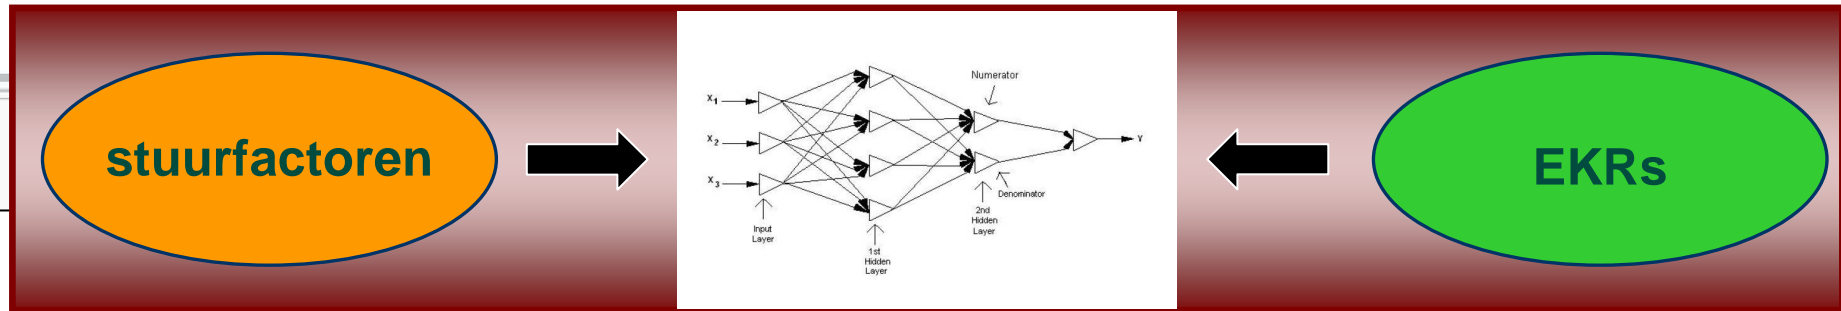 stuurfactoren
X1
X2
X3
Input
Layer
1st
Hidden
Layer
Numerator
2nd
Hidden
Layer
Denominator
Y
EKRs